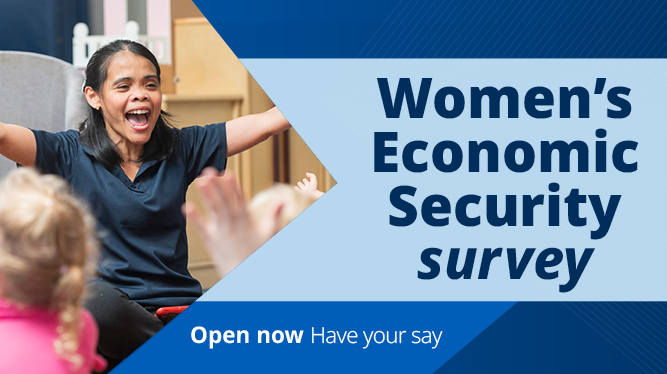 Women’s
Economic
Security
survey
Open now Have your say